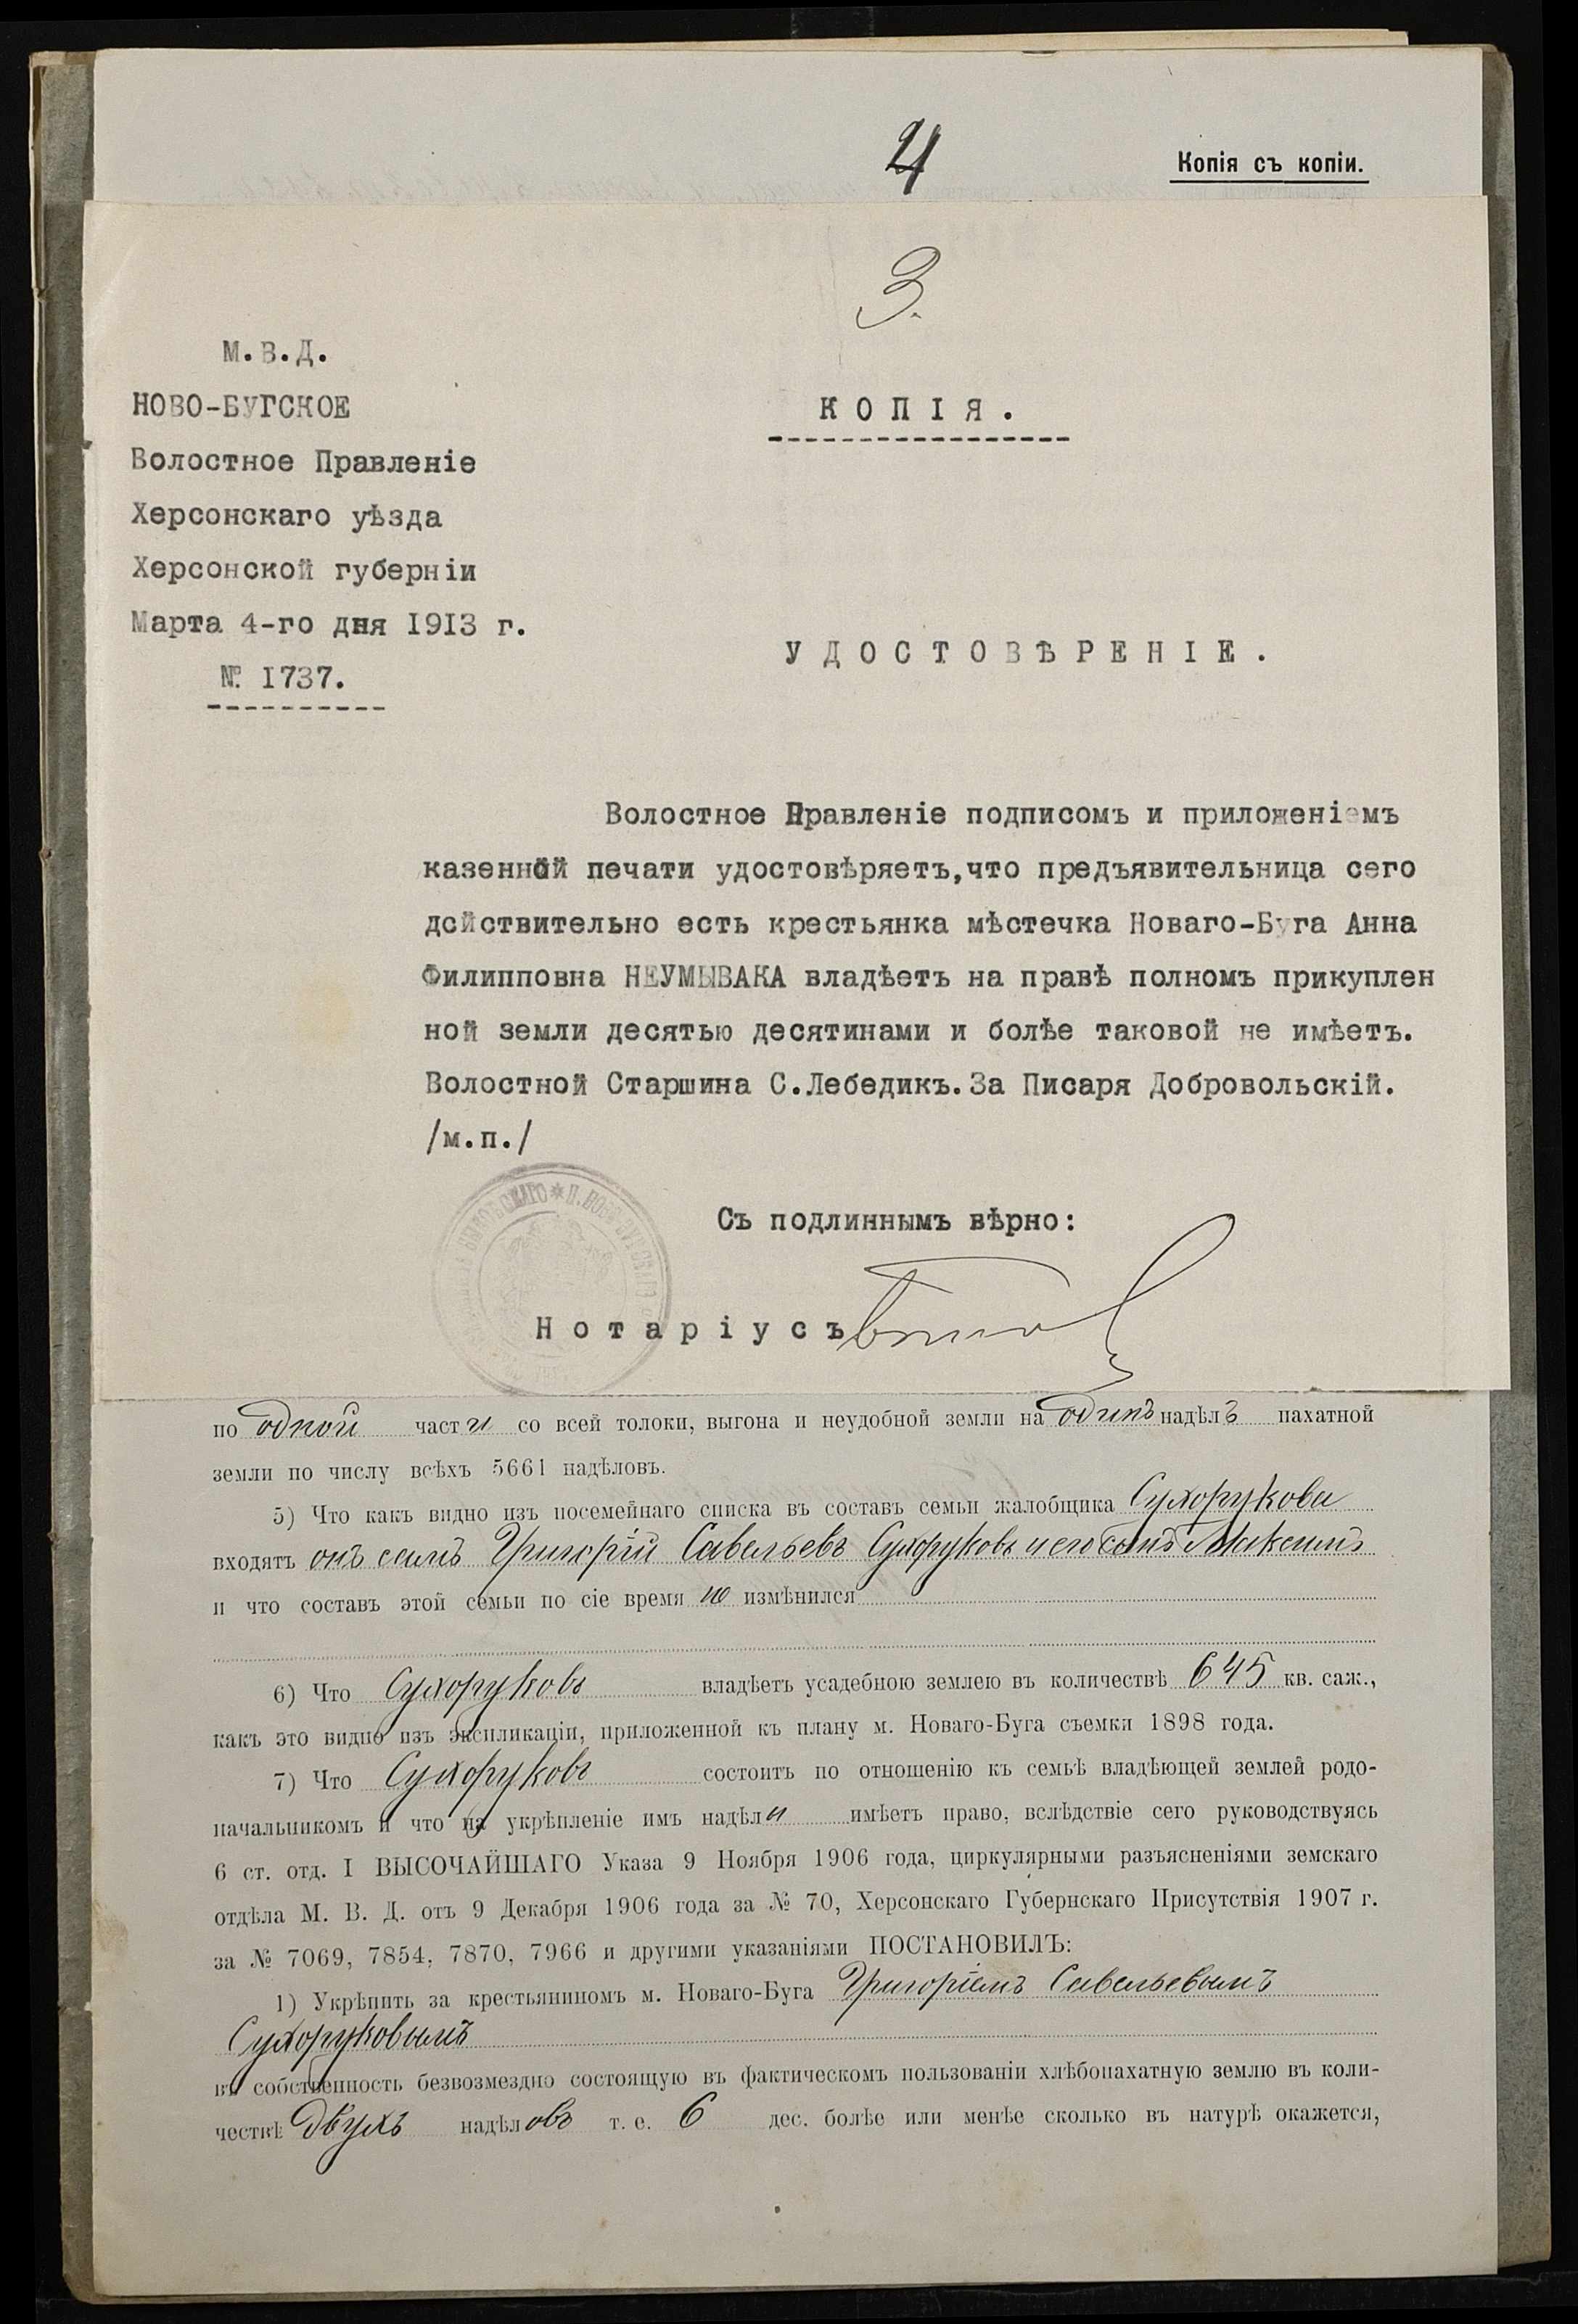 4
Копія съ копіи.
3.
М.В.Д.
НОВО-БУГСКОЕ
КОПІЯ.
Волостное Правленіе
Херсонскаго уѣзда
Херсонской губерніи
Марта 4-го дня 1913 г.
УДОСТОВѢРЕНІЕ.
№ 1737.
Волостное Правленіе подписомъ и приложеніемъ
казенной печати удостовѣряетъ,что предъявительница сего
дѣйствительно есть крестьянка мѣстечка Новаго-Буга Анна
Филипповна НЕУМЫВАКА владѣетъ на правѣ полномъ прикуплен
ной земли десятью десятинами и болѣе таковой не имѣетъ.
Волостной Старшина С.Лебедикъ.За Писаря Добровольскій.
/м.п./
Съ подлиннымъ вѣрно:
Нотаріусъ
по одной части со всей толоки, выгона и неудобной земли на одинъ надѣлъ пахатной
земли по числу всѣхъ 5661 надѣловъ.
5) Что какъ видно изъ посемейнаго списка въ составъ семьи жалобщика Сухорукова
входятъ онъ самъ Григорій Савельевъ Сухоруковъ и его сынъ Максимъ
и что составъ этой семьи по сіе время не измѣнился
6) Что Сухоруковъ владѣетъ усадебною землею въ количествѣ 645 кв. саж.,
какъ это видно изъ экспликаціи, приложенной къ плану м. Новаго-Буга съемки 1898 года.
7) Что Сухоруковъ состоитъ по отношенію къ семьѣ владѣющей землей родо-
начальникомъ и что на укрѣпленіе имъ надѣла имѣетъ право, вслѣдствіе сего руководствуясь
6 ст. отд. I ВЫСОЧАЙШАГО Указа 9 Ноября 1906 года, циркулярными разъясненіями земскаго
отдѣла М. В. Д. отъ 9 Декабря 1906 года за № 70, Херсонскаго Губернскаго Присутствія 1907 г.
за № 7069, 7854, 7870, 7966 и другими указаніями ПОСТАНОВИЛЪ:
1) Укрѣпить за крестьяниномъ м. Новаго-Буга Григоріемъ Савельевымъ
Сухоруковымъ
въ собственность безвозмездно состоящую въ фактическомъ пользованіи хлѣбопахатную землю въ коли-
чествѣ двухъ надѣловъ т. е. 6 дес. болѣе или менѣе сколько въ натурѣ окажется,